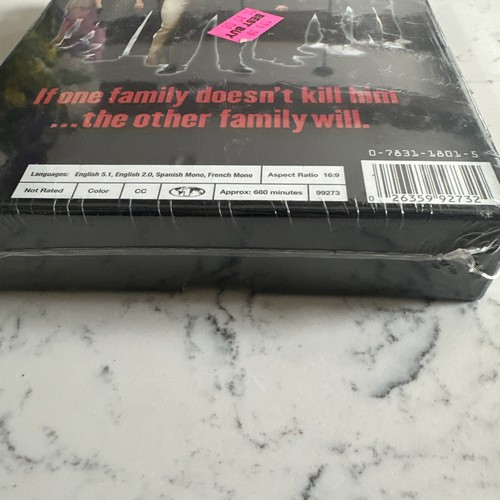 BEST BUY
If one family doesn't kill him
...the other family will.
0-7831-1801-5
Languages: English 5.1, English 2.0, Spanish Mono, French Mono Aspect Ratio 16:9
Not Rated Color CC Approx: 680 minutes 99273
0 26359 92732